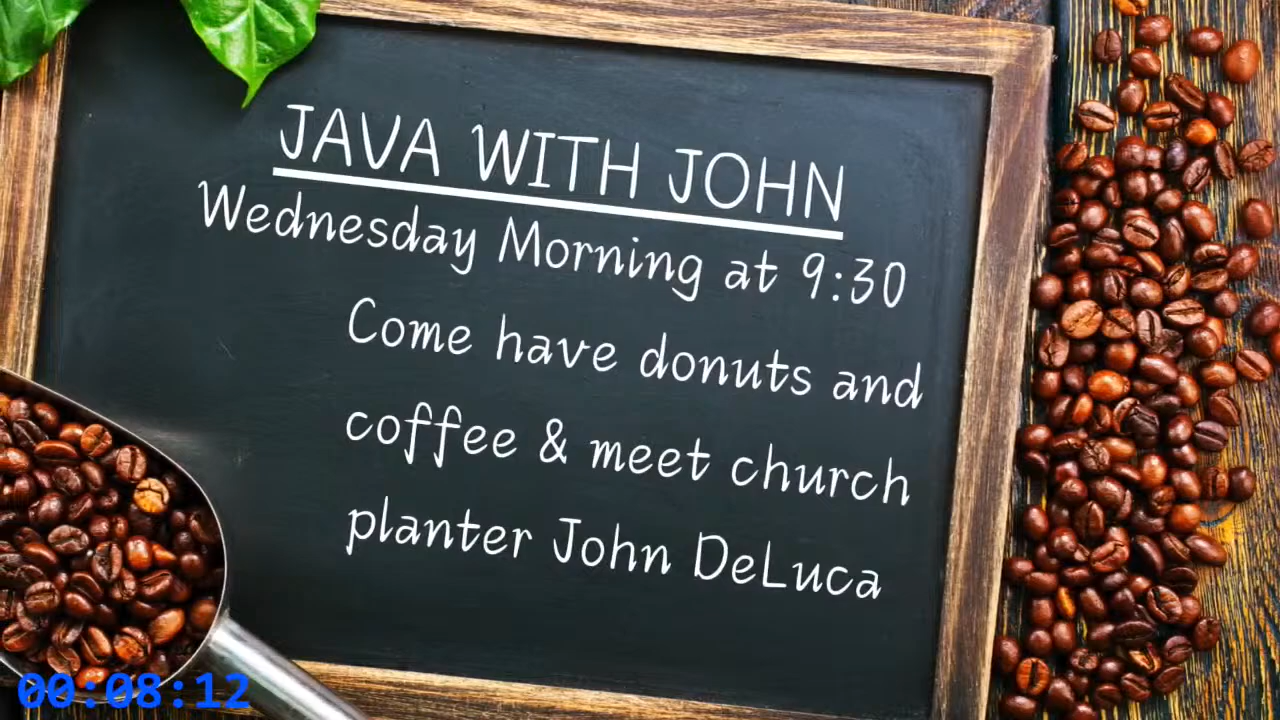 JAVA WITH JOHN
Wednesday Morning at 9:30
Come have donuts and
coffee & meet church
planter John DeLuca
00:08:12